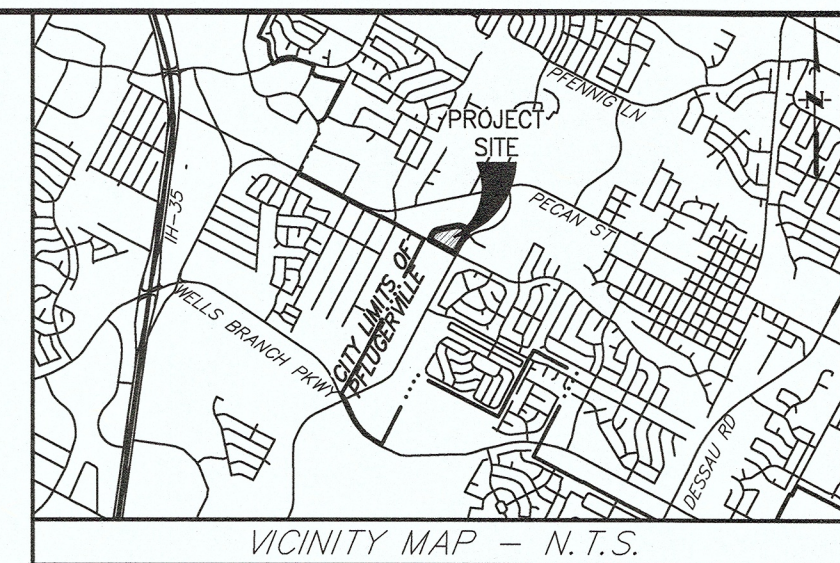 PFENNIG LN
N
PROJECT
SITE
IH-35
PECAN ST
CITY LIMITS OF
PFLUGERVILLE
WELLS BRANCH PKWY
DESSAU RD
VICINITY MAP - N.T.S.